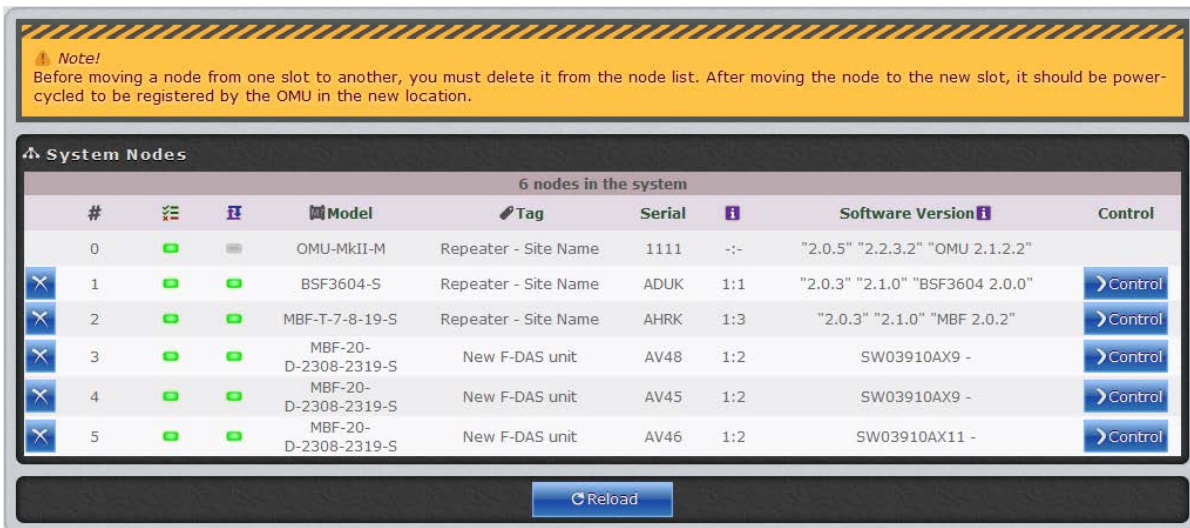 Note!
Before moving a node from one slot to another, you must delete it from the node list. After moving the node to the new slot, it should be power-
cycled to be registered by the OMU in the new location.
System Nodes
6 nodes in the system
# Model Tag Serial Software Version Control
0 OMU-MkII-M Repeater - Site Name 1111 -:- "2.0.5" "2.2.3.2" "OMU 2.1.2.2"
1 BSF3604-S Repeater - Site Name ADUK 1:1 "2.0.3" "2.1.0" "BSF3604 2.0.0" Control
2 MBF-T-7-8-19-S Repeater - Site Name AHRK 1:3 "2.0.3" "2.1.0" "MBF 2.0.2" Control
MBF-20-
3 D-2308-2319-S New F-DAS unit AV48 1:2 SW03910AX9 - Control
MBF-20-
4 D-2308-2319-S New F-DAS unit AV45 1:2 SW03910AX9 - Control
MBF-20-
5 D-2308-2319-S New F-DAS unit AV46 1:2 SW03910AX11 - Control
Reload